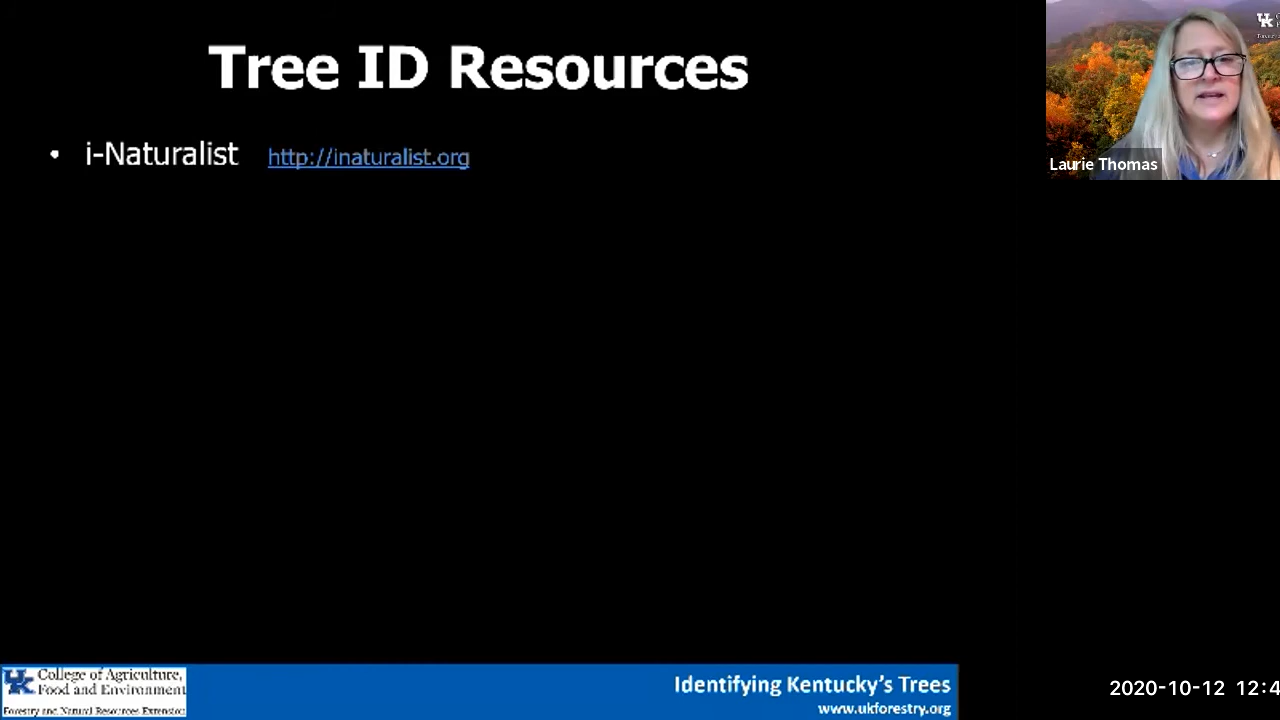 Tree ID Resources
• i-Naturalist http://inaturalist.org
Laurie Thomas
UK College of Agriculture,
Food and Environment
Forestry and Natural Resources Extension
Identifying Kentucky's Trees
www.ukforestry.org
2020-10-12 12:4